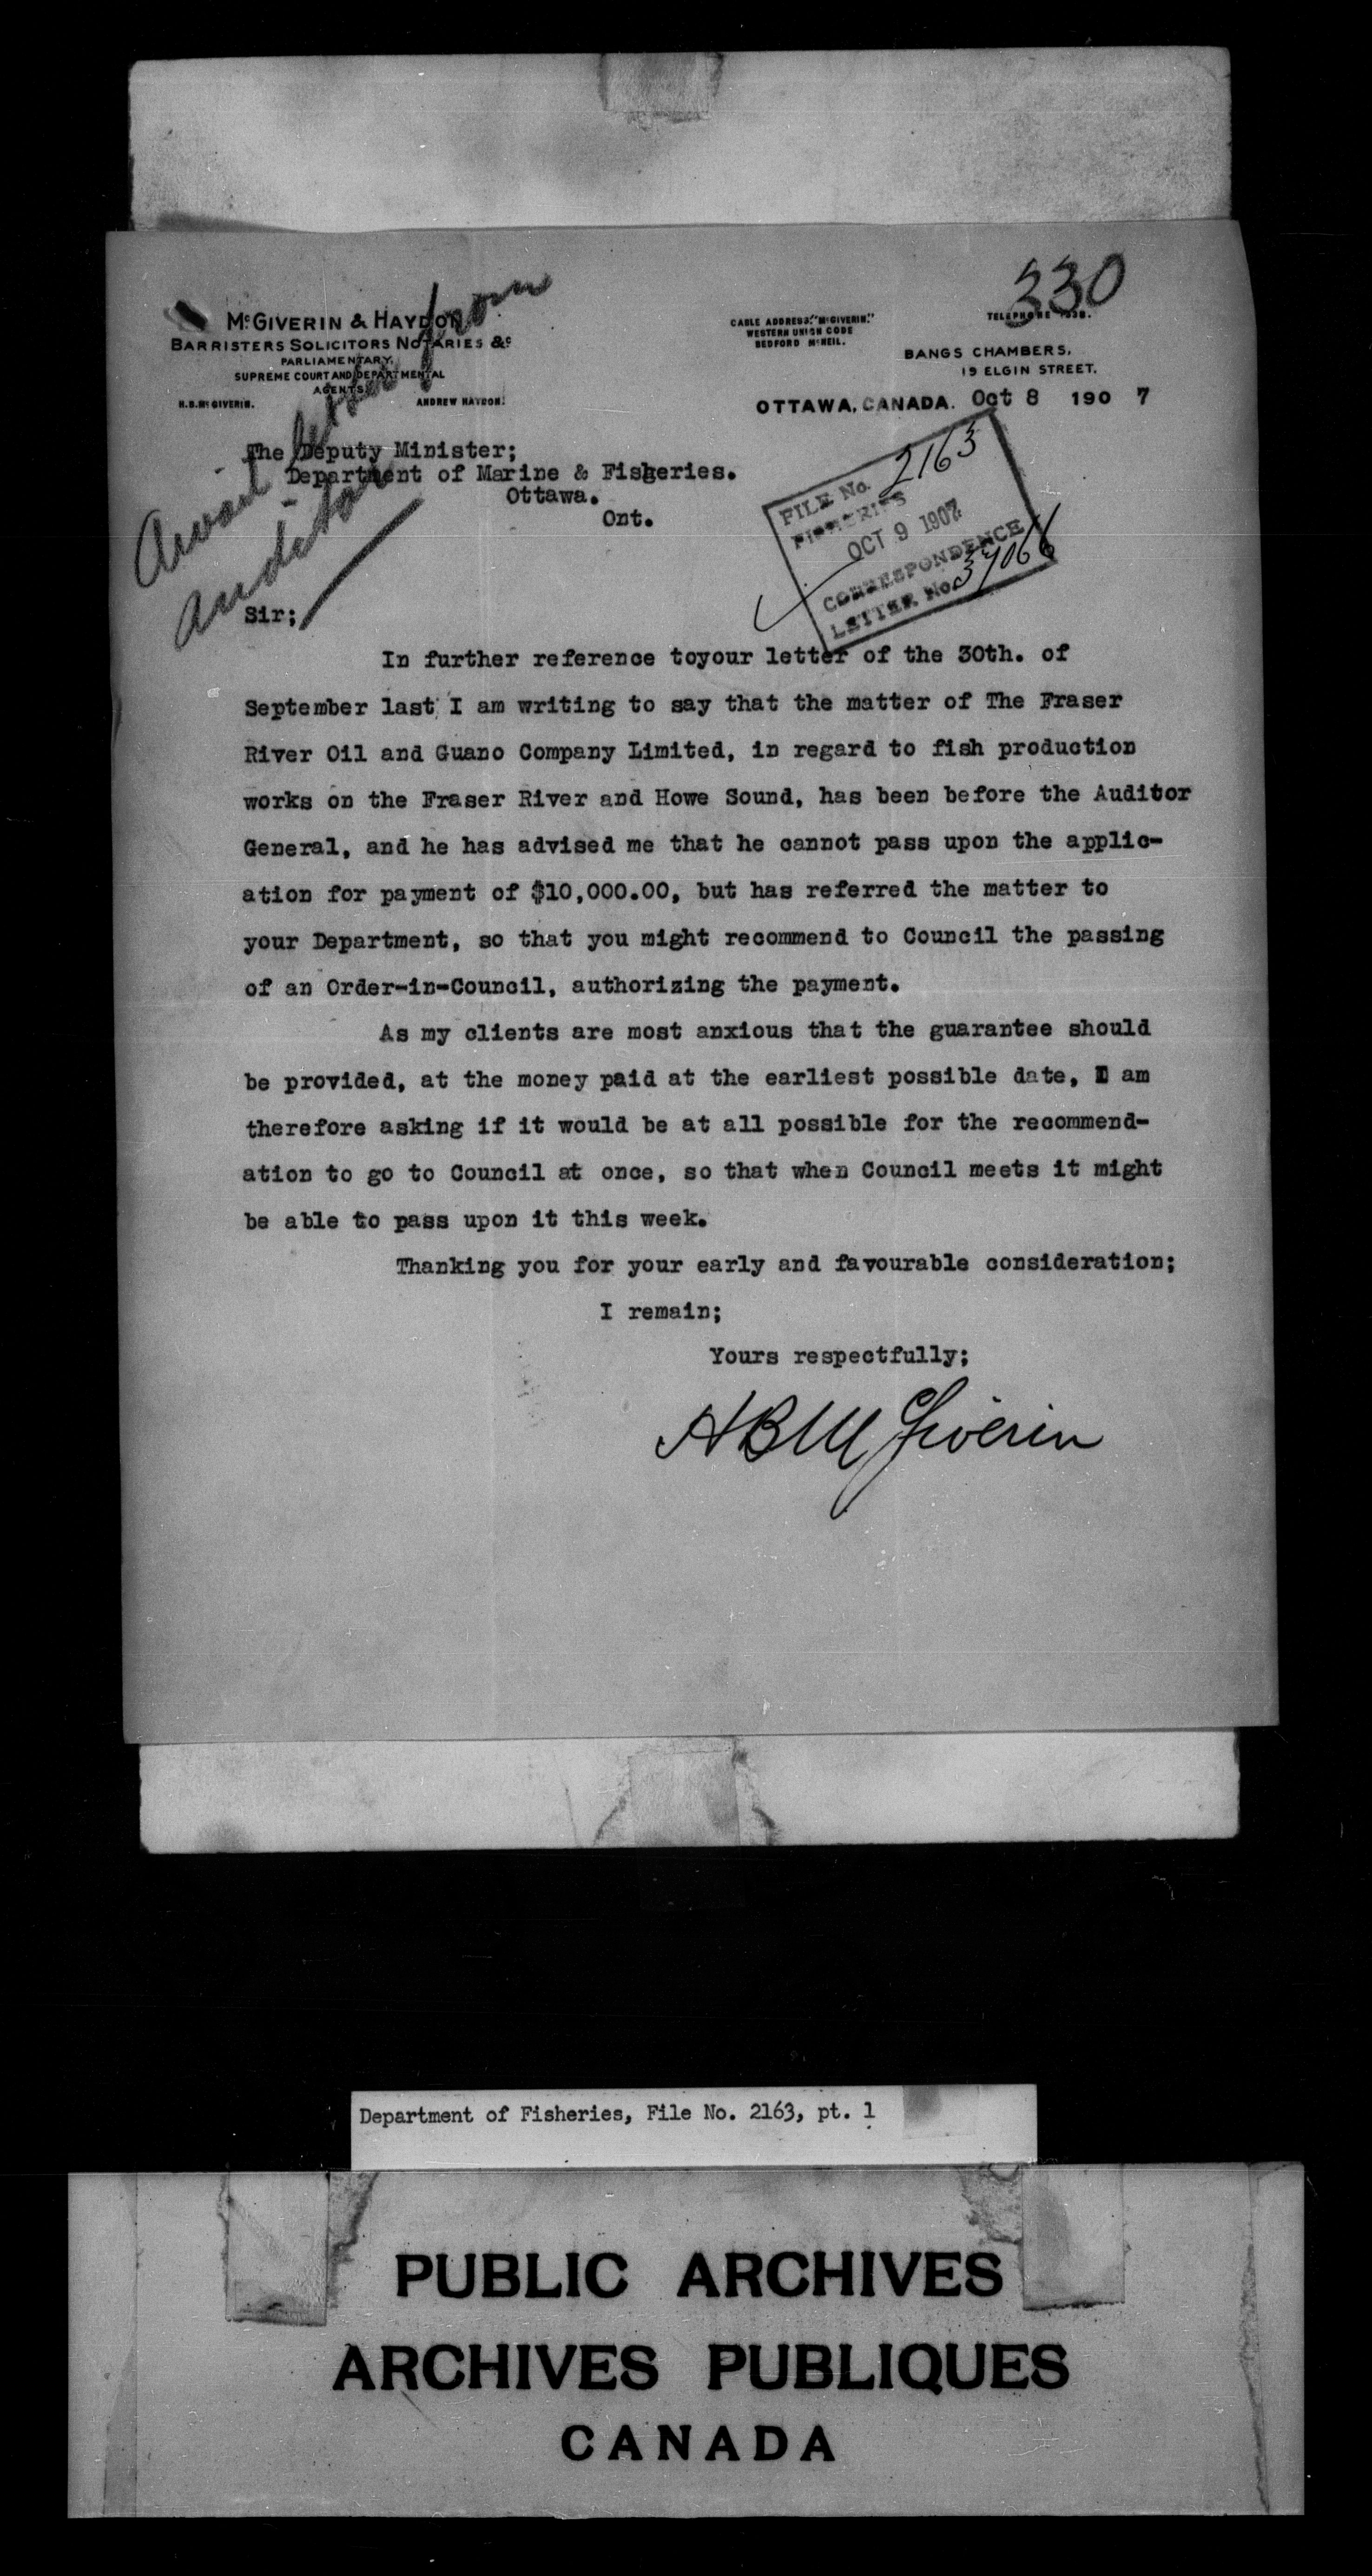 330
McGIVERIN & HAYDON
BARRISTERS SOLICITORS NOTARIES &c
PARLIAMENTARY,
SUPREME COURT AND DEPARTMENTAL
AGENTS
H.B. McGIVERIN. ANDREW HAYDON.
CABLE ADDRESS: "McGIVERIN."
WESTERN UNION CODE
BEDFORD McNEIL.
TELEPHONE
BANGS CHAMBERS,
19 ELGIN STREET.
OTTAWA, CANADA. Oct 8 190 7
Await letter from
Auditor
The Deputy Minister;
Department of Marine & Fisheries.
Ottawa.
Ont.
FILE No. 2163
FISHERIES
OCT 9 1907
CORRESPONDENCE
LETTER No. 37066
Sir;
In further reference toyour letter of the 30th. of
September last I am writing to say that the matter of The Fraser
River Oil and Guano Company Limited, in regard to fish production
works on the Fraser River and Howe Sound, has been before the Auditor
General, and he has advised me that he cannot pass upon the applic-
ation for payment of $10,000.00, but has referred the matter to
your Department, so that you might recommend to Council the passing
of an Order-in-Council, authorizing the payment.
As my clients are most anxious that the guarantee should
be provided, at the money paid at the earliest possible date, I am
therefore asking if it would be at all possible for the recommend-
ation to go to Council at once, so that when Council meets it might
be able to pass upon it this week.
Thanking you for your early and favourable consideration;
I remain;
Yours respectfully;
HB McGiverin
Department of Fisheries, File No. 2163, pt. 1
PUBLIC ARCHIVES
ARCHIVES PUBLIQUES
CANADA